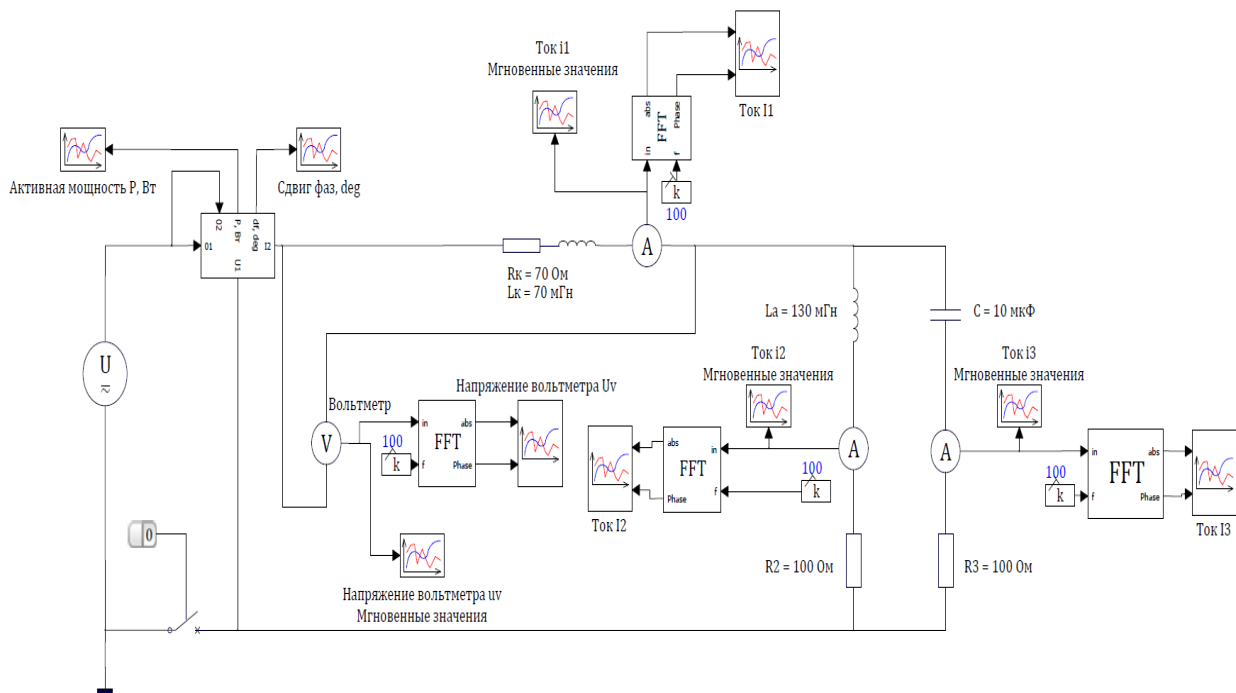 Ток i1
Мгновенные значения
abs
Phase
FFT
in
f
k
100
Ток I1
Активная мощность P, Вт
Сдвиг фаз, deg
O2
P, Вт
df, deg
O1
U1
I2
A
Rк = 70 Ом
Lк = 70 мГн
U
≂
La = 130 мГн
C = 10 мкФ
Ток i2
Мгновенные значения
Ток i3
Мгновенные значения
Напряжение вольтметра Uv
Вольтметр
V
100
k
in
f
FFT
abs
Phase
Ток I2
abs
Phase
FFT
in
f
100
k
A
A
100
k
in
f
FFT
abs
Phase
Ток I3
0
Напряжение вольтметра uv
Мгновенные значения
R2 = 100 Ом
R3 = 100 Ом